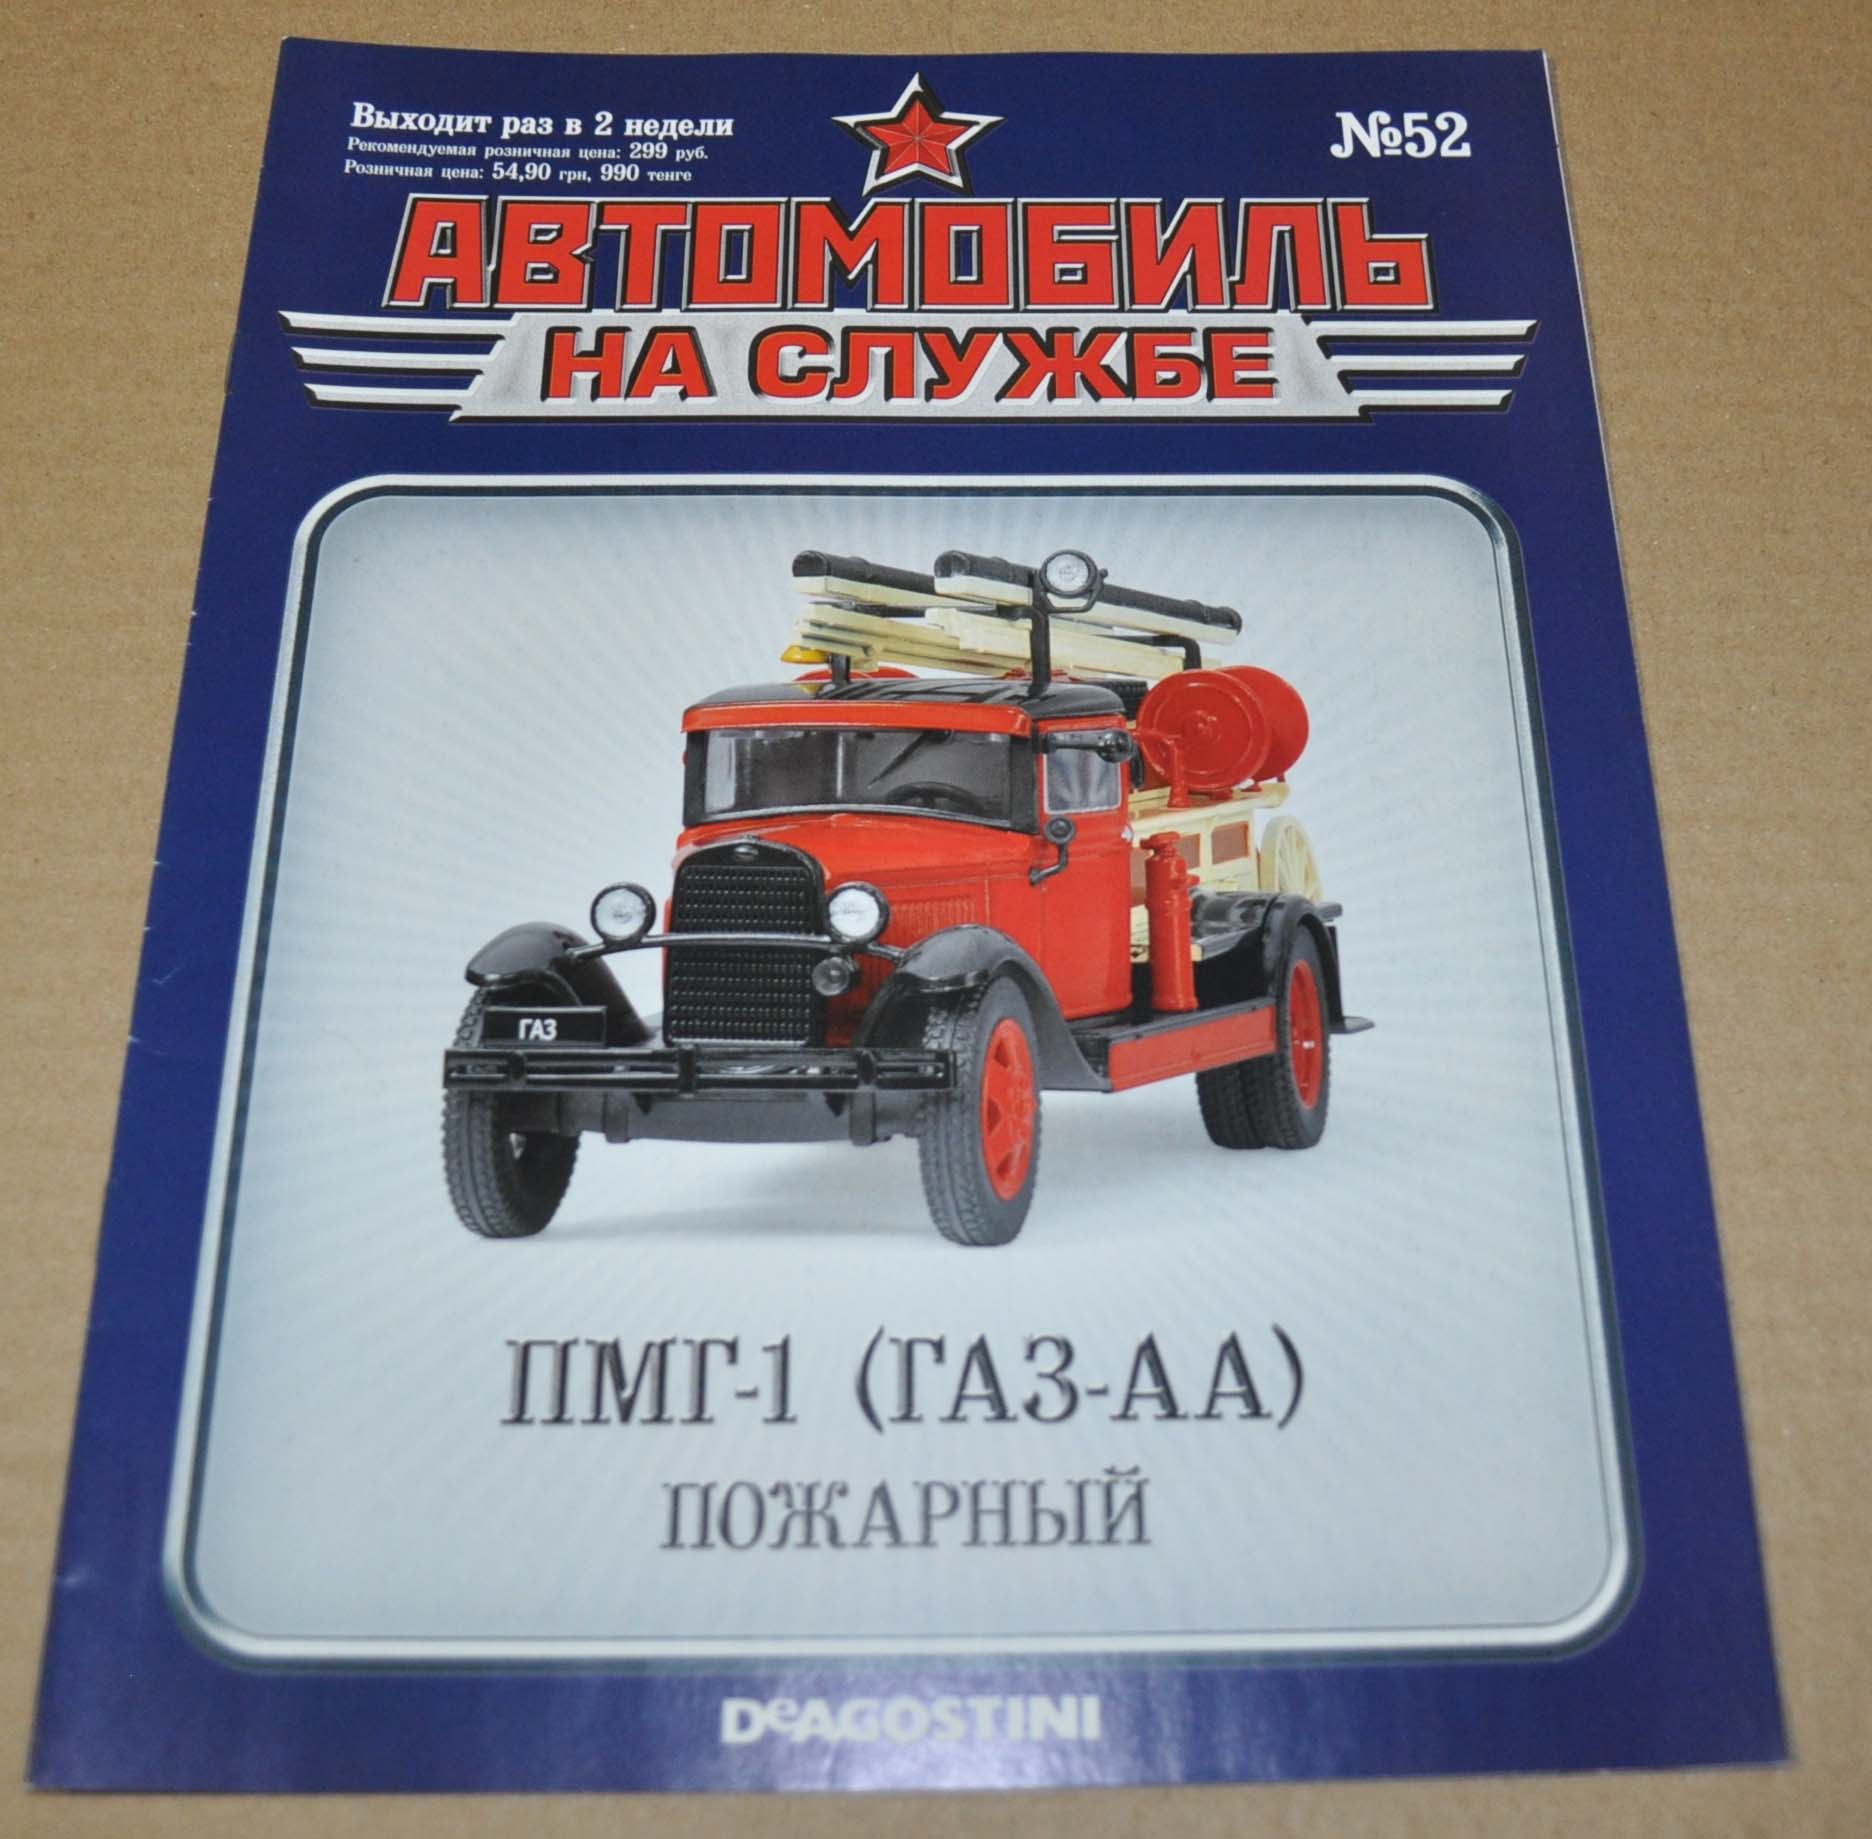 Выходит раз в 2 недели
Рекомендуемая розничная цена: 299 руб.
Розничная цена: 54,90 грн, 990 тенге
№52
АВТОМОБИЛЬ
НА СЛУЖБЕ
ГАЗ
ПМГ-1 (ГАЗ-АА)
ПОЖАРНЫЙ
DeAGOSTINI